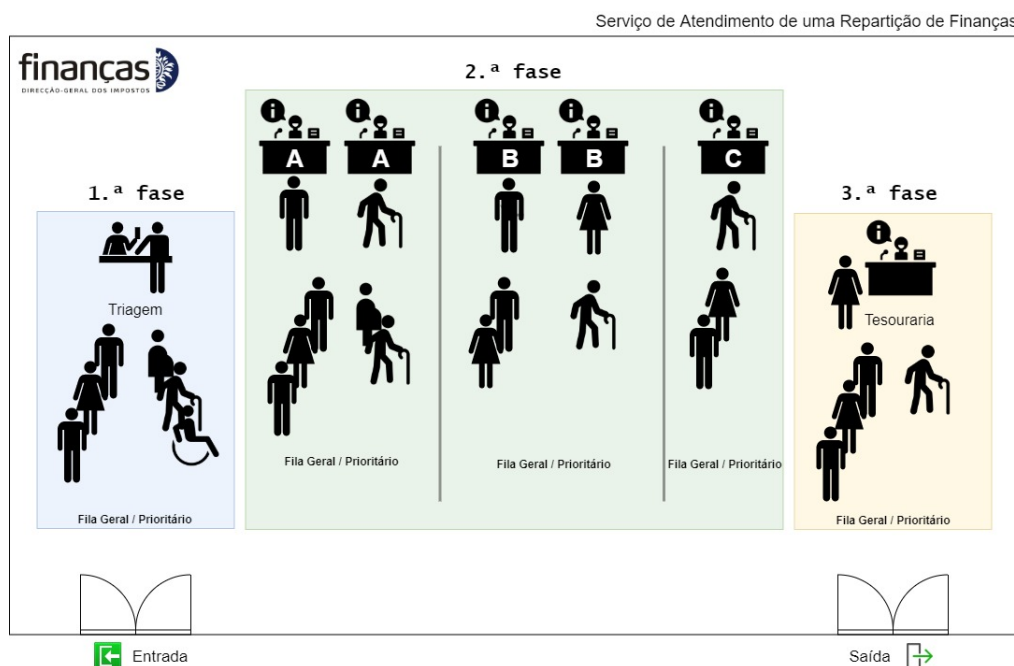 Serviço de Atendimento de uma Repartição de Finanças
finanças
DIRECÇÃO-GERAL DOS IMPOSTOS
2.ª fase
A A B B C
1.ª fase
3.ª fase
Triagem
Tesouraria
Fila Geral / Prioritário
Fila Geral / Prioritário
Fila Geral / Prioritário
Fila Geral / Prioritário
Fila Geral / Prioritário
Entrada
Saída